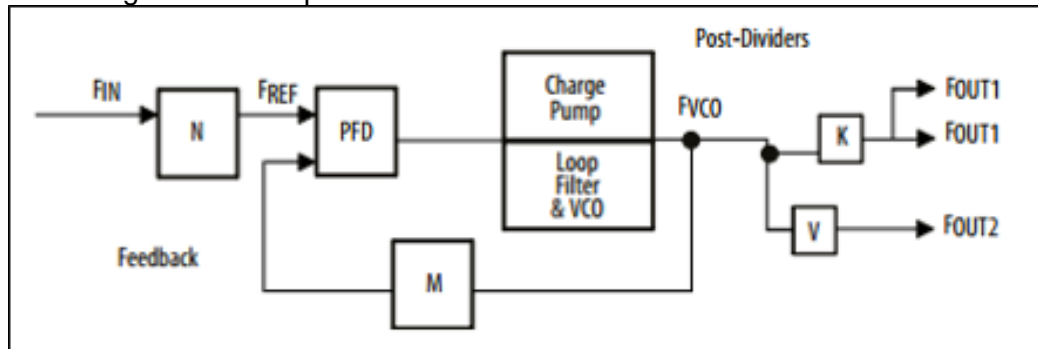 Post-Dividers
FIN
N
FREF
PFD
Charge
Pump
Loop
Filter
& VCO
FVCO
K
FOUT1
FOUT1
V
FOUT2
Feedback
M